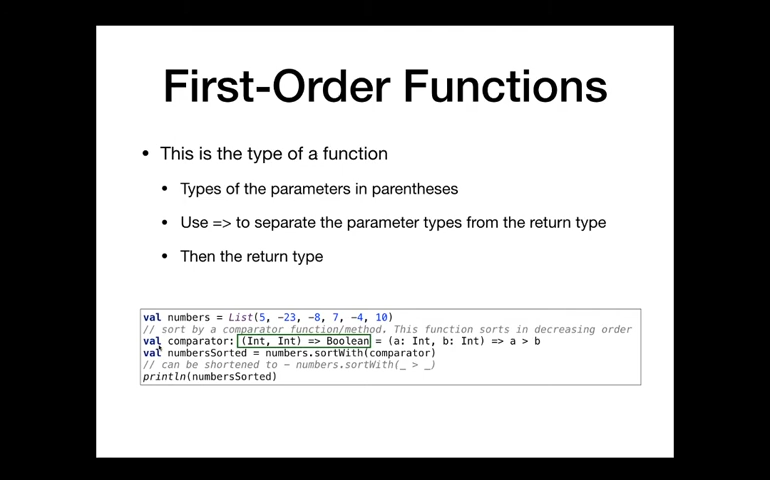 First-Order Functions
• This is the type of a function
• Types of the parameters in parentheses
• Use => to separate the parameter types from the return type
• Then the return type
val numbers = List(5, -23, -8, 7, -4, 10)
// sort by a comparator function/method. This function sorts in decreasing order
val comparator: (Int, Int) => Boolean = (a: Int, b: Int) => a > b
val numbersSorted = numbers.sortWith(comparator)
// can be shortened to - numbers.sortWith(_ > _)
println(numbersSorted)